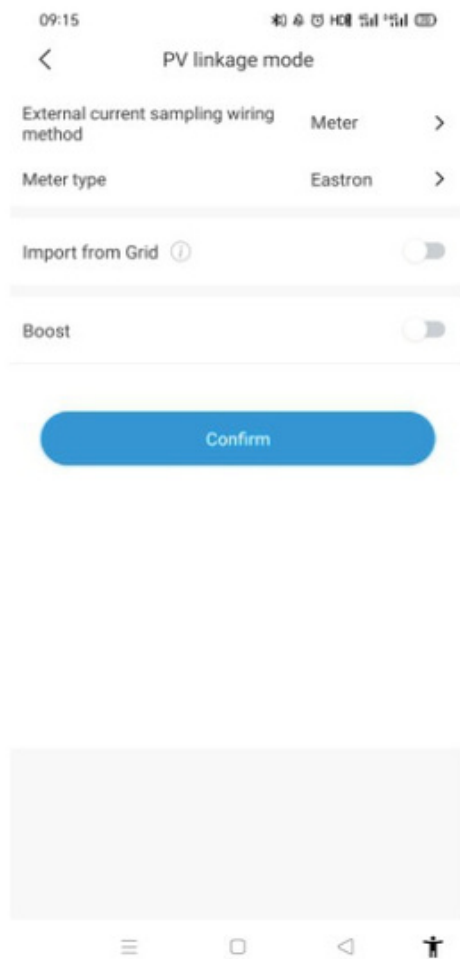 09:15
PV linkage mode
External current sampling wiring
method
Meter
Meter type
Eastron
Import from Grid
Boost
Confirm